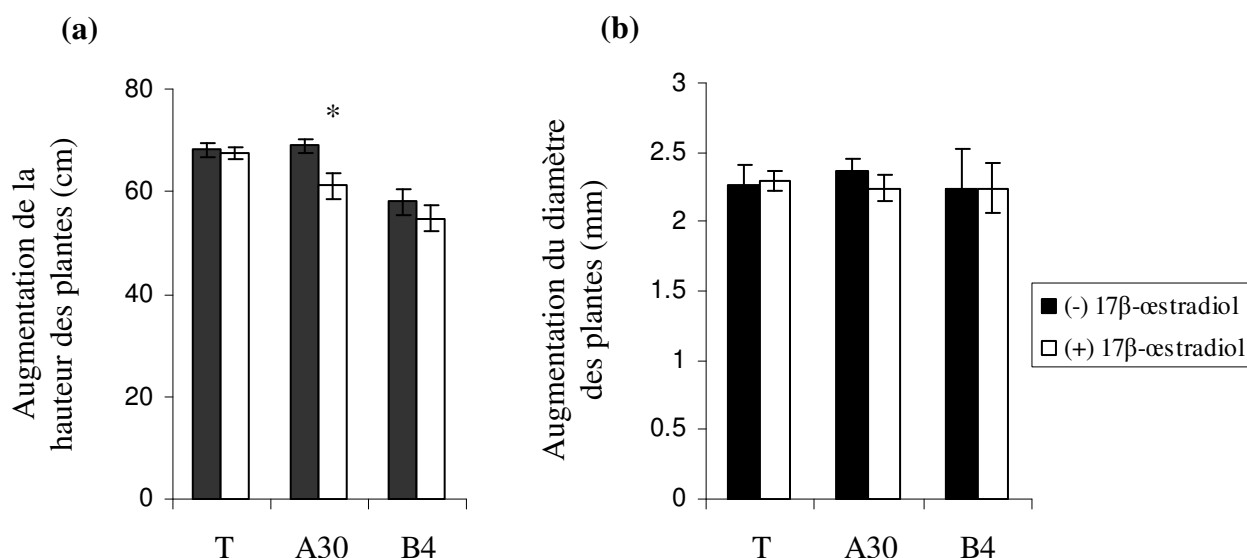 (a)
Augmentation de la
hauteur des plantes (cm)
80
60
40
20
0
*
T A30 B4
(b)
Augmentation du diamètre
des plantes (mm)
3
2.5
2
1.5
1
0.5
0
T A30 B4
(-) 17β-œstradiol
(+) 17β-œstradiol